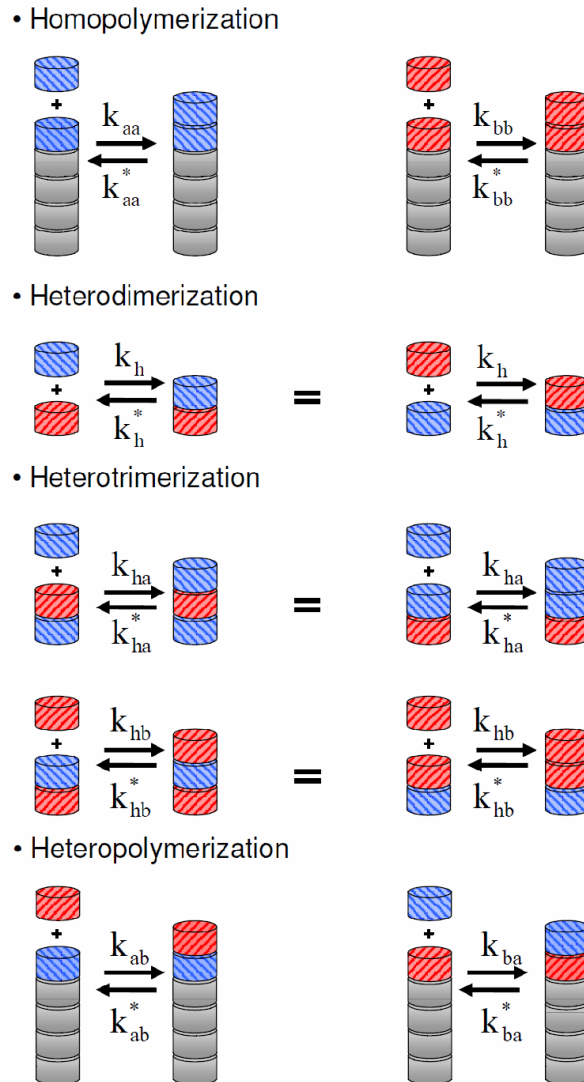 • Homopolymerization
+ k_aa k*_aa + k_bb k*_bb
• Heterodimerization
+ k_h k*_h = + k_h k*_h
• Heterotrimerization
+ k_ha k*_ha = + k_ha k*_ha
+ k_hb k*_hb = + k_hb k*_hb
• Heteropolymerization
+ k_ab k*_ab + k_ba k*_ba